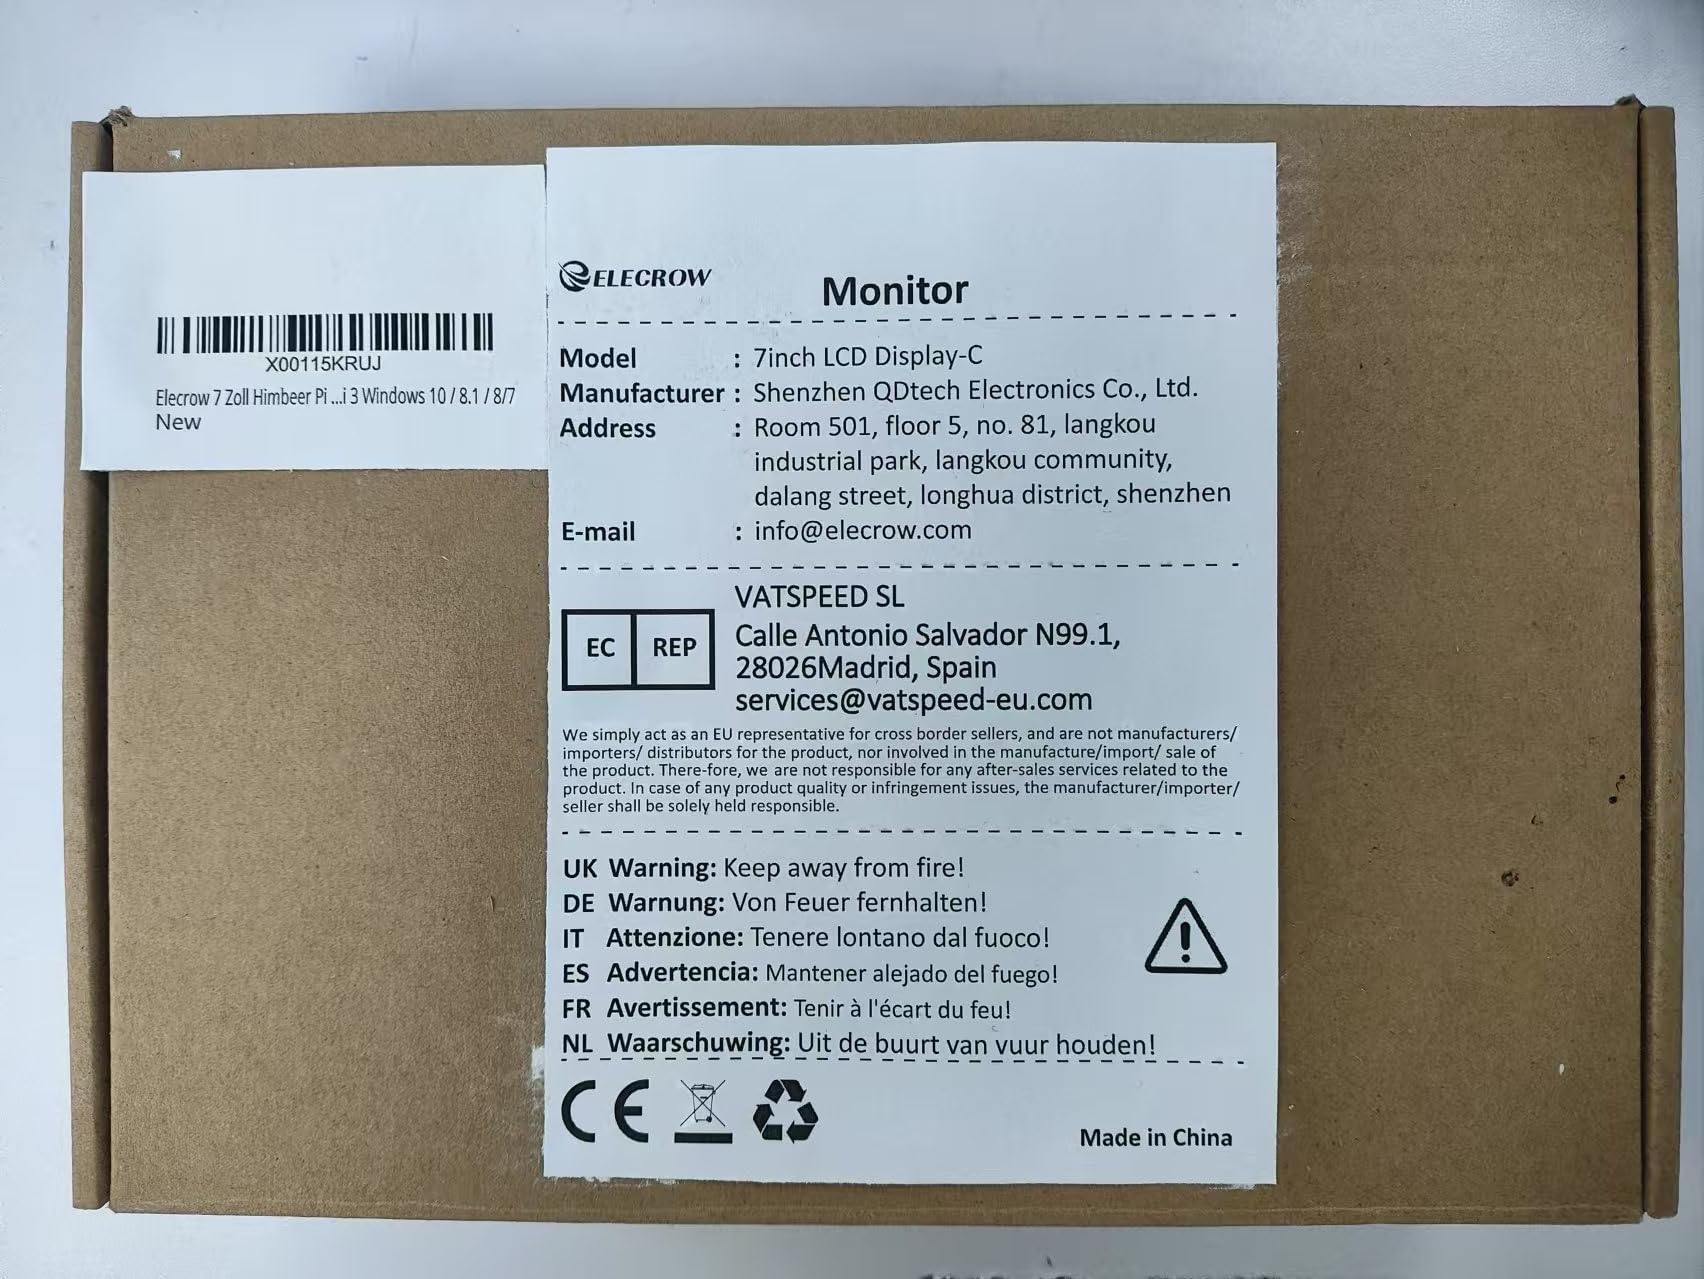 X00115KRUJ
Elecrow 7 Zoll Himbeer Pi ...i 3 Windows 10 / 8.1 / 8/7
New
ELECROW
Monitor
Model : 7inch LCD Display-C
Manufacturer : Shenzhen QDtech Electronics Co., Ltd.
Address : Room 501, floor 5, no. 81, langkou
industrial park, langkou community,
dalang street, longhua district, shenzhen
E-mail : info@elecrow.com
EC REP
VATSPEED SL
Calle Antonio Salvador N99.1,
28026Madrid, Spain
services@vatspeed-eu.com
We simply act as an EU representative for cross border sellers, and are not manufacturers/
importers/ distributors for the product, nor involved in the manufacture/import/ sale of
the product. There-fore, we are not responsible for any after-sales services related to the
product. In case of any product quality or infringement issues, the manufacturer/importer/
seller shall be solely held responsible.
UK Warning: Keep away from fire!
DE Warnung: Von Feuer fernhalten!
IT Attenzione: Tenere lontano dal fuoco!
ES Advertencia: Mantener alejado del fuego!
FR Avertissement: Tenir à l'écart du feu!
NL Waarschuwing: Uit de buurt van vuur houden!
CE
Made in China